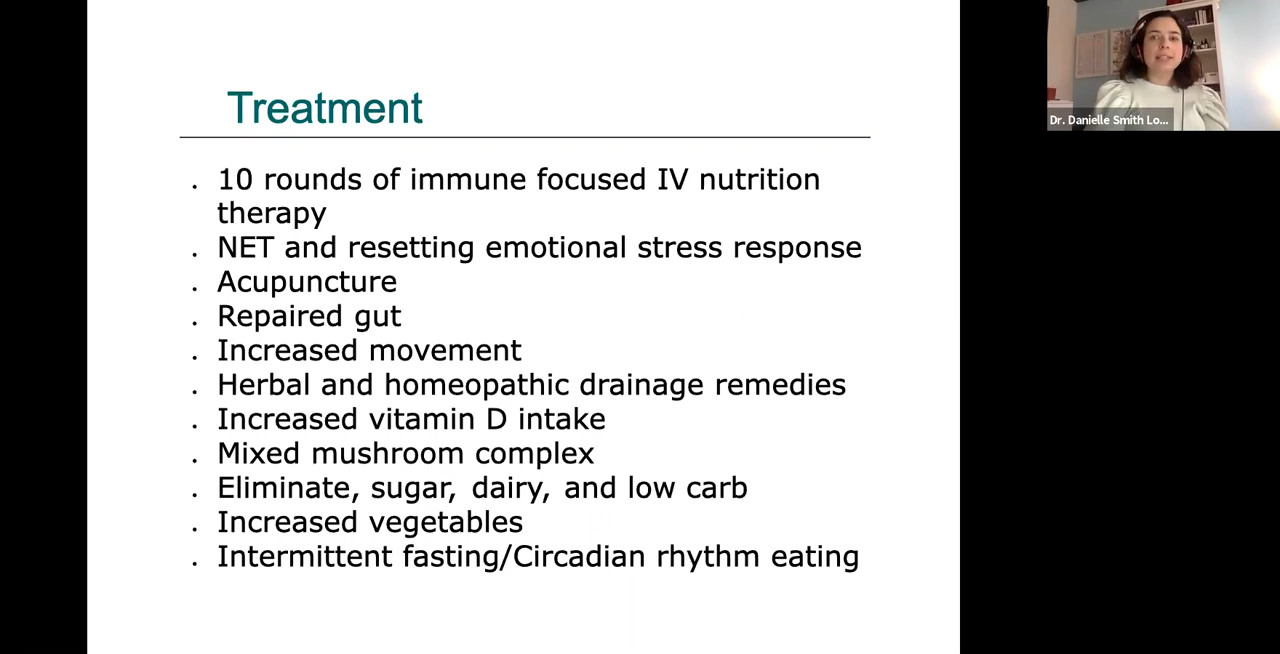 Treatment
. 10 rounds of immune focused IV nutrition
therapy
. NET and resetting emotional stress response
. Acupuncture
. Repaired gut
. Increased movement
. Herbal and homeopathic drainage remedies
. Increased vitamin D intake
. Mixed mushroom complex
. Eliminate, sugar, dairy, and low carb
. Increased vegetables
. Intermittent fasting/Circadian rhythm eating
Dr. Danielle Smith Lo...